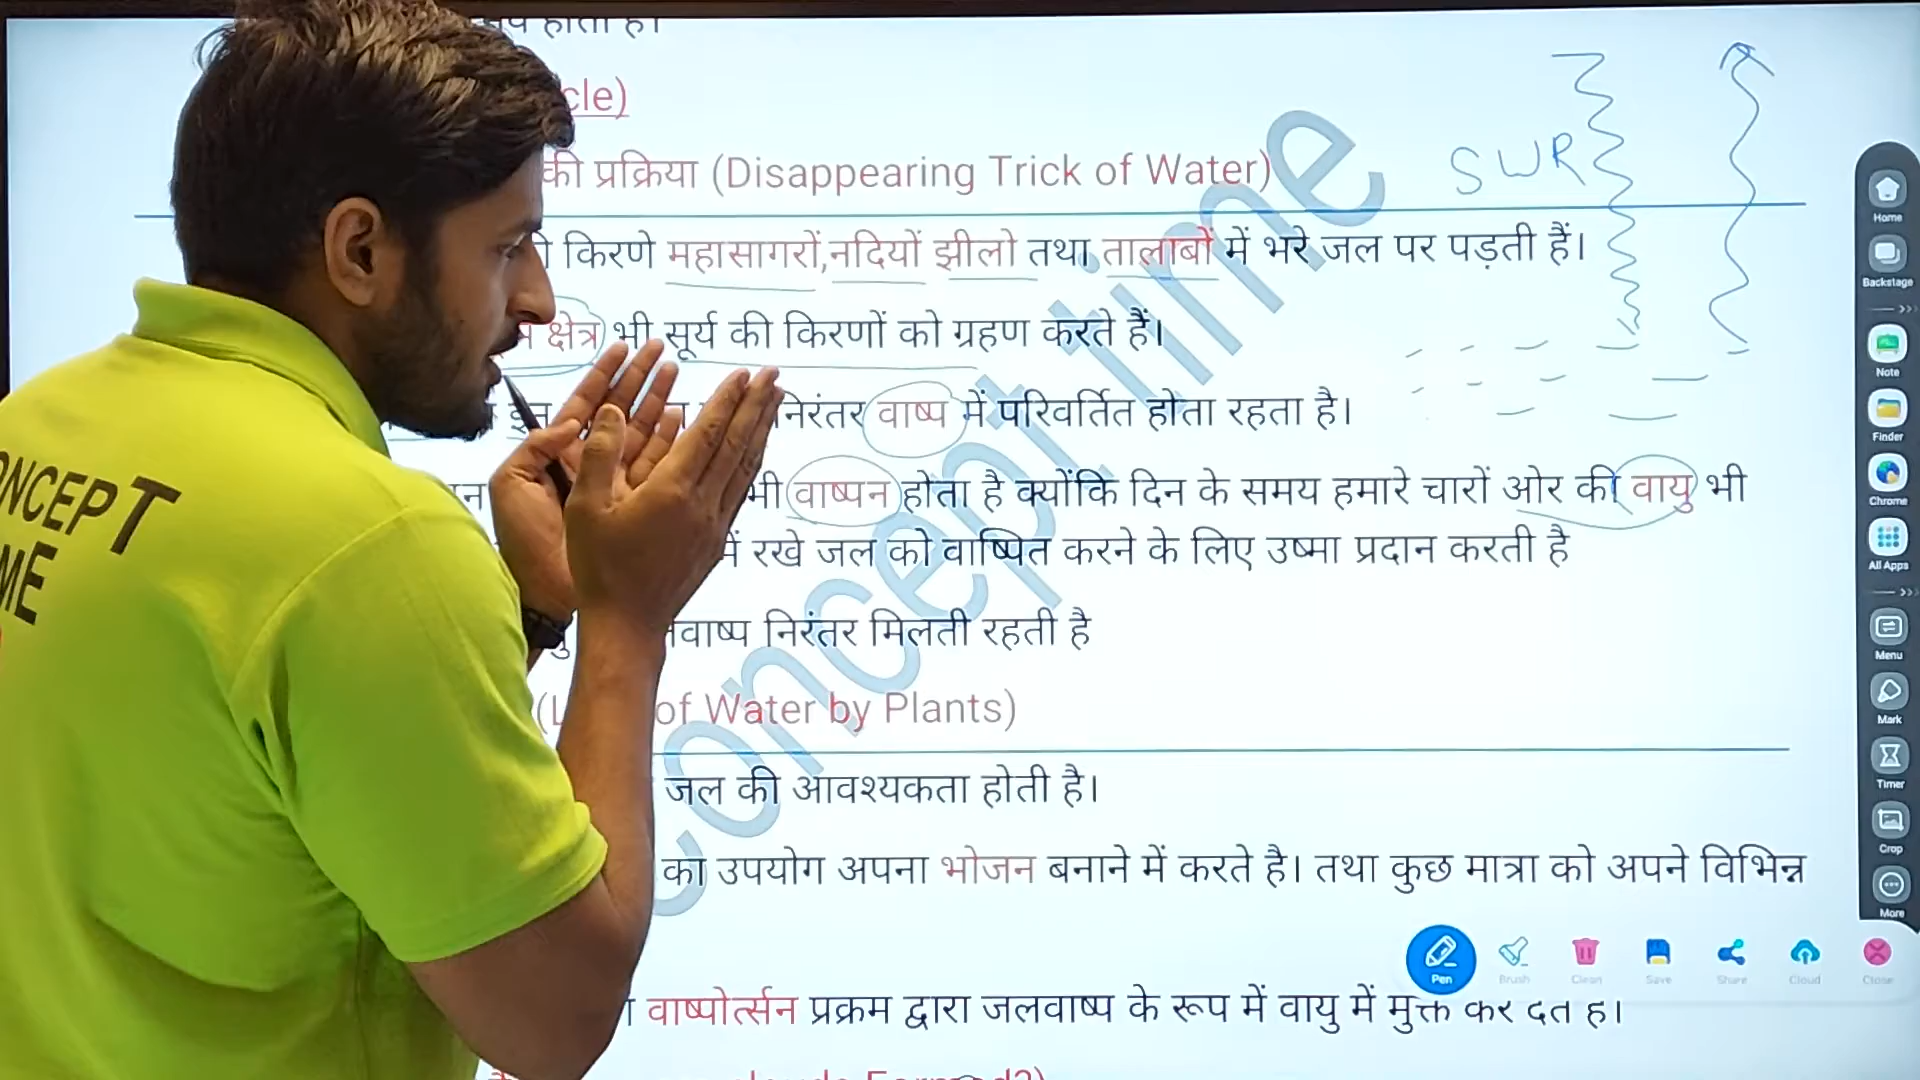 होता है।
cle)
की प्रक्रिया (Disappearing Trick of Water)
SWR
किरणे महासागरों,नदियों झीलो तथा तालाबों में भरे जल पर पड़ती हैं।
क्षेत्र भी सूर्य की किरणों को ग्रहण करते हैं।
निरंतर वाष्प में परिवर्तित होता रहता है।
भी वाष्पन होता है क्योंकि दिन के समय हमारे चारों ओर की वायु भी
में रखे जल को वाष्पित करने के लिए उष्मा प्रदान करती है
निरंतर मिलती रहती है
of Water by Plants)
जल की आवश्यकता होती है।
का उपयोग अपना भोजन बनाने में करते है। तथा कुछ मात्रा को अपने विभिन्न
वाष्पोर्त्सन प्रक्रम द्वारा जलवाष्प के रूप में वायु में मुक्त कर
concept time
ONCEPT
ME
Home
Backstage
Note
Finder
Chrome
All Apps
Menu
Mark
Timer
Crop
More
Pen
Brush
Clean
Save
Share
Cloud
Close